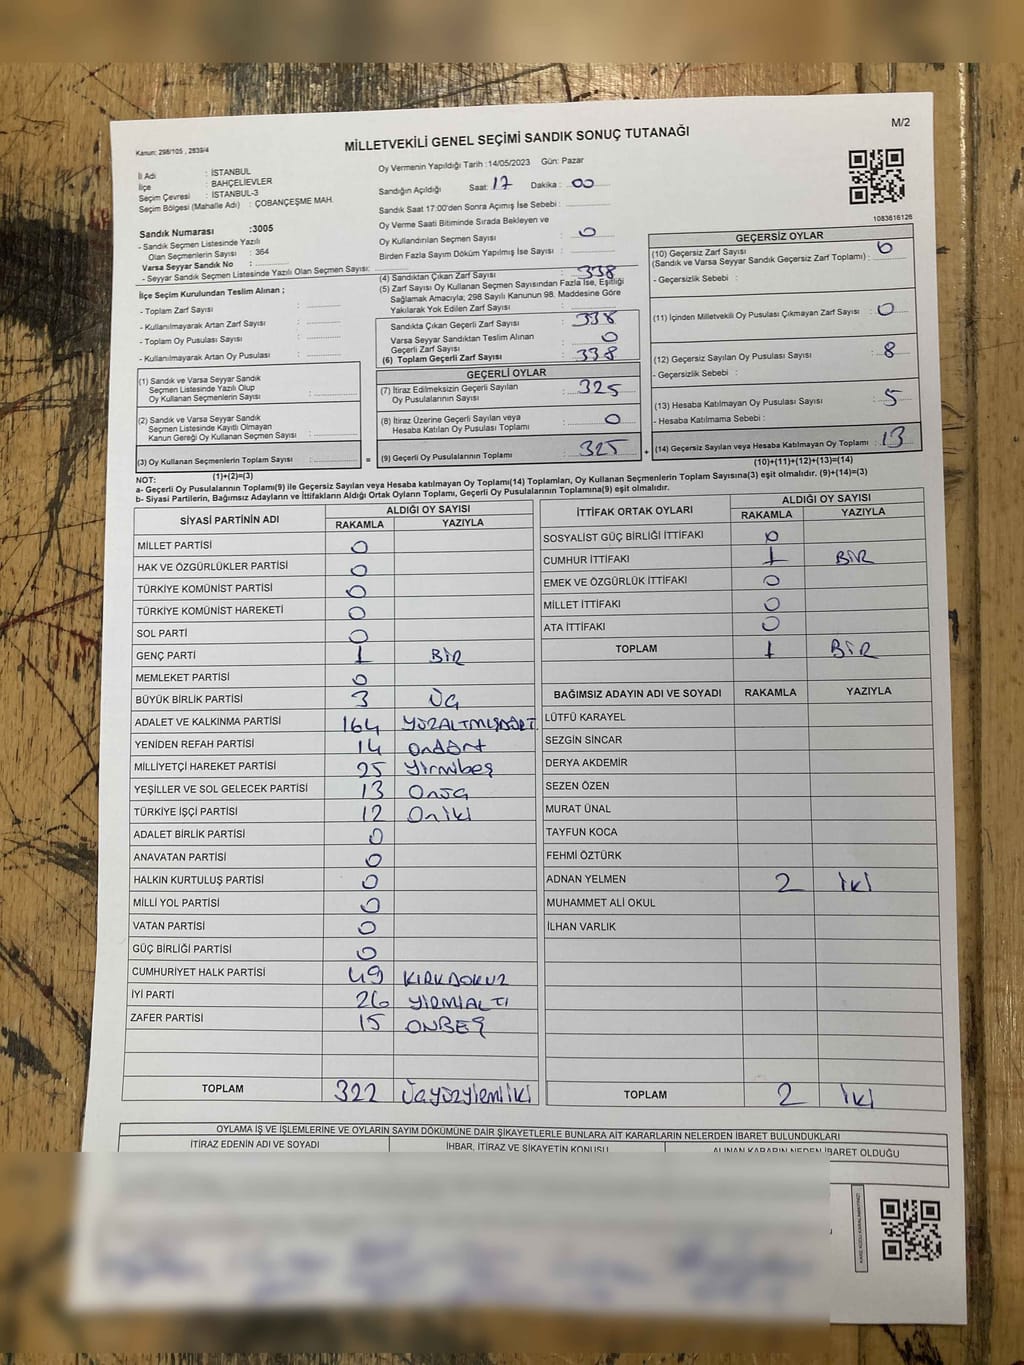 M/2
Kanun: 298/105 , 2839/4
MİLLETVEKİLİ GENEL SEÇİMİ SANDIK SONUÇ TUTANAĞI
İl Adı : İSTANBUL
İlçe : BAHÇELİEVLER
Seçim Çevresi : İSTANBUL-3
Seçim Bölgesi (Mahalle Adı) : ÇOBANÇEŞME MAH.
Sandık Numarası :3005
- Sandık Seçmen Listesinde Yazılı
Olan Seçmenlerin Sayısı : 364
Varsa Seyyar Sandık No :
- Seyyar Sandık Seçmen Listesinde Yazılı Olan Seçmen Sayısı:
Oy Vermenin Yapıldığı Tarih :14/05/2023 Gün: Pazar
Sandığın Açıldığı Saat: 17 Dakika : 00
Sandık Saat 17:00'den Sonra Açımış İse Sebebi :
Oy Verme Saati Bitiminde Sırada Bekleyen ve
Oy Kullandırılan Seçmen Sayısı : 0
Birden Fazla Sayım Döküm Yapılmış İse Sayısı :
1083616126
İlçe Seçim Kurulundan Teslim Alınan ;
- Toplam Zarf Sayısı :
- Kullanılmayarak Artan Zarf Sayısı :
- Toplam Oy Pusulası Sayısı :
- Kullanılmayarak Artan Oy Pusulası :
(1) Sandık ve Varsa Seyyar Sandık
Seçmen Listesinde Yazılı Olup
Oy Kullanan Seçmenlerin Sayısı :
(2) Sandık ve Varsa Seyyar Sandık
Seçmen Listesinde Kayıtlı Olmayan
Kanun Gereği Oy Kullanan Seçmen Sayısı :
(3) Oy Kullanan Seçmenlerin Toplam Sayısı :
(1)+(2)=(3)
(4) Sandıktan Çıkan Zarf Sayısı : 338
(5) Zarf Sayısı Oy Kullanan Seçmen Sayısından Fazla İse, Eşitliği
Sağlamak Amacıyla; 298 Sayılı Kanunun 98. Maddesine Göre
Yakılarak Yok Edilen Zarf Sayısı :
Sandıkta Çıkan Geçerli Zarf Sayısı : 338
Varsa Seyyar Sandıktan Teslim Alınan
Geçerli Zarf Sayısı : 0
(6) Toplam Geçerli Zarf Sayısı : 338
GEÇERLİ OYLAR
(7) İtiraz Edilmeksizin Geçerli Sayılan
Oy Pusulalarının Sayısı : 325
(8) İtiraz Üzerine Geçerli Sayılan veya
Hesaba Katılan Oy Pusulası Toplamı : 0
= (9) Geçerli Oy Pusulalarının Toplamı : 325
GEÇERSİZ OYLAR
(10) Geçersiz Zarf Sayısı
(Sandık ve Varsa Seyyar Sandık Geçersiz Zarf Toplamı) : 0
- Geçersizlik Sebebi :
(11) İçinden Milletvekili Oy Pusulası Çıkmayan Zarf Sayısı : 0
(12) Geçersiz Sayılan Oy Pusulası Sayısı : 8
- Geçersizlik Sebebi :
(13) Hesaba Katılmayan Oy Pusulası Sayısı : 5
- Hesaba Katılmama Sebebi :
+ (14) Geçersiz Sayılan veya Hesaba Katılmayan Oy Toplamı : 13
(10)+(11)+(12)+(13)=(14)
NOT:
a- Geçerli Oy Pusulalarının Toplamı(9) ile Geçersiz Sayılan veya Hesaba Katılmayan Oy Toplamı(14) Toplamları, Oy Kullanan Seçmenlerin Toplam Sayısına(3) eşit olmalıdır. (9)+(14)=(3)
b- Siyasi Partilerin, Bağımsız Adayların ve İttifakların Aldığı Ortak Oyların Toplamı, Geçerli Oy Pusulalarının Toplamına(9) eşit olmalıdır.
SİYASİ PARTİNİN ADI ALDIĞI OY SAYISI
RAKAMLA YAZIYLA
MİLLET PARTİSİ 0
HAK VE ÖZGÜRLÜKLER PARTİSİ 0
TÜRKİYE KOMÜNİST PARTİSİ 0
TÜRKİYE KOMÜNİST HAREKETİ 0
SOL PARTİ 0
GENÇ PARTİ 1 BİR
MEMLEKET PARTİSİ 0
BÜYÜK BİRLİK PARTİSİ 3 ÜÇ
ADALET VE KALKINMA PARTİSİ 164 YÜZALTMIŞDÖRT
YENİDEN REFAH PARTİSİ 14 ondört
MİLLİYETÇİ HAREKET PARTİSİ 25 yirmibeş
YEŞİLLER VE SOL GELECEK PARTİSİ 13 Onüç
TÜRKİYE İŞÇİ PARTİSİ 12 Oniki
ADALET BİRLİK PARTİSİ 0
ANAVATAN PARTİSİ 0
HALKIN KURTULUŞ PARTİSİ 0
MİLLİ YOL PARTİSİ 0
VATAN PARTİSİ 0
GÜÇ BİRLİĞİ PARTİSİ 0
CUMHURİYET HALK PARTİSİ 49 KIRKDOKUZ
İYİ PARTİ 26 YİRMİALTI
ZAFER PARTİSİ 15 ONBEŞ
TOPLAM 322 Üçyüzyirmiiki
İTTİFAK ORTAK OYLARI ALDIĞI OY SAYISI
RAKAMLA YAZIYLA
SOSYALİST GÜÇ BİRLİĞİ İTTİFAKI 0
CUMHUR İTTİFAKI 1 BİR
EMEK VE ÖZGÜRLÜK İTTİFAKI 0
MİLLET İTTİFAKI 0
ATA İTTİFAKI 0
TOPLAM 1 BİR
BAĞIMSIZ ADAYIN ADI VE SOYADI RAKAMLA YAZIYLA
LÜTFÜ KARAYEL
SEZGİN SİNCAR
DERYA AKDEMİR
SEZEN ÖZEN
MURAT ÜNAL
TAYFUN KOCA
FEHMİ ÖZTÜRK
ADNAN YELMEN 2 iki
MUHAMMET ALİ OKUL
İLHAN VARLIK
TOPLAM 2 iki
OYLAMA İŞ VE İŞLEMLERİNE VE OYLARIN SAYIM DÖKÜMÜNE DAİR ŞİKAYETLERLE BUNLARA AİT KARARLARIN NELERDEN İBARET BULUNDUKLARI
İTİRAZ EDENİN ADI VE SOYADI İHBAR, İTİRAZ VE ŞİKAYETİN KONUSU ALINAN KARARIN NEDEN İBARET OLDUĞU